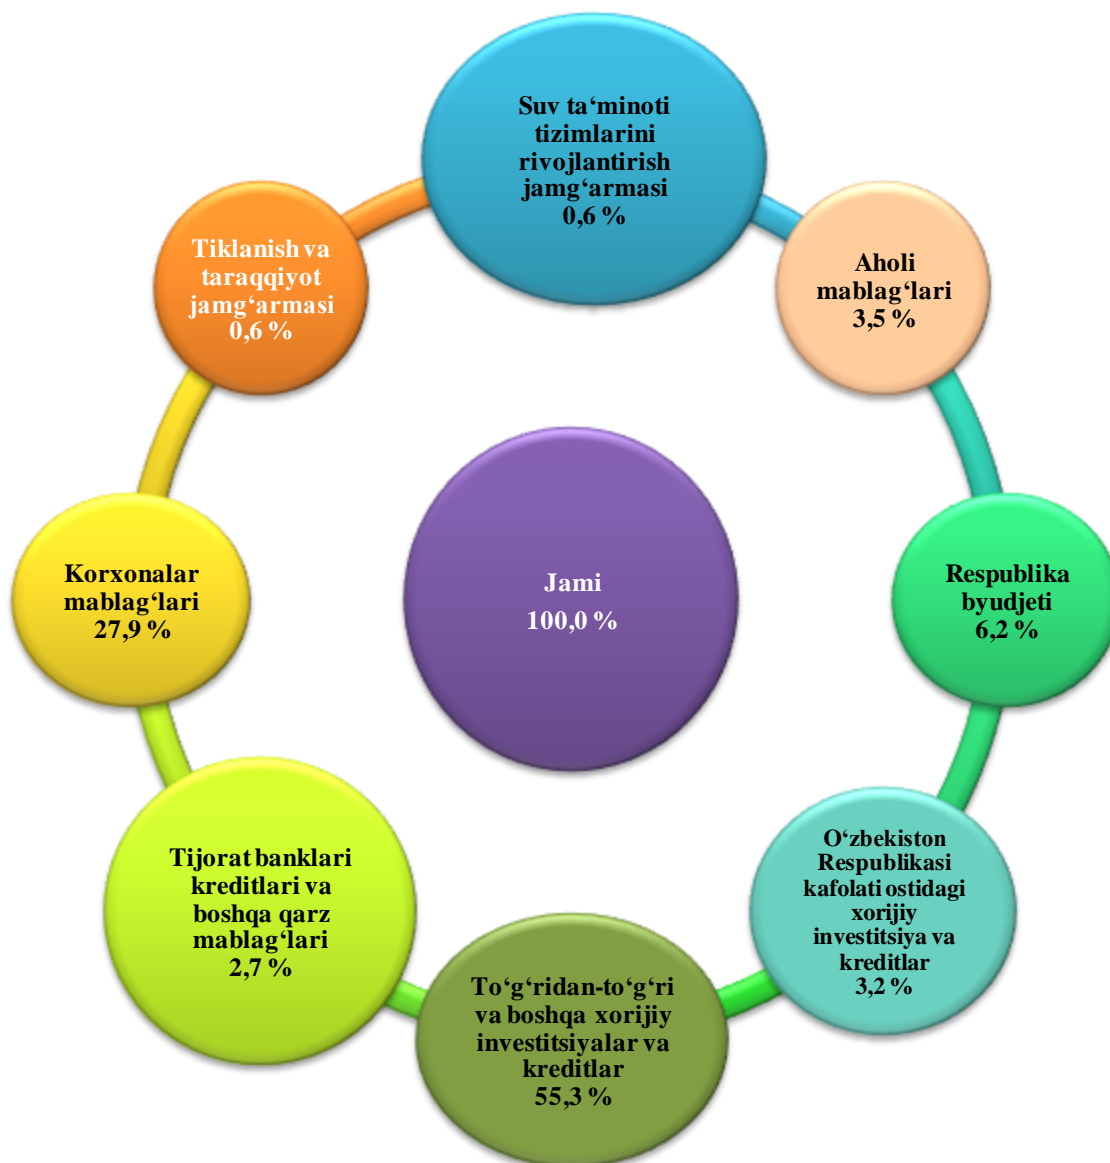 Suv ta‘minoti
tizimlarini
rivojlantirish
jamg‘armasi
0,6 %
Aholi
mablag‘lari
3,5 %
Respublika
byudjeti
6,2 %
O‘zbekiston
Respublikasi
kafolati ostidagi
xorijiy
investitsiya va
kreditlar
3,2 %
To‘g‘ridan-to‘g‘ri
va boshqa xorijiy
investitsiyalar va
kreditlar
55,3 %
Tijorat banklari
kreditlari va
boshqa qarz
mablag‘lari
2,7 %
Korxonalar
mablag‘lari
27,9 %
Tiklanish va
taraqqiyot
jamg‘armasi
0,6 %
Jami
100,0 %